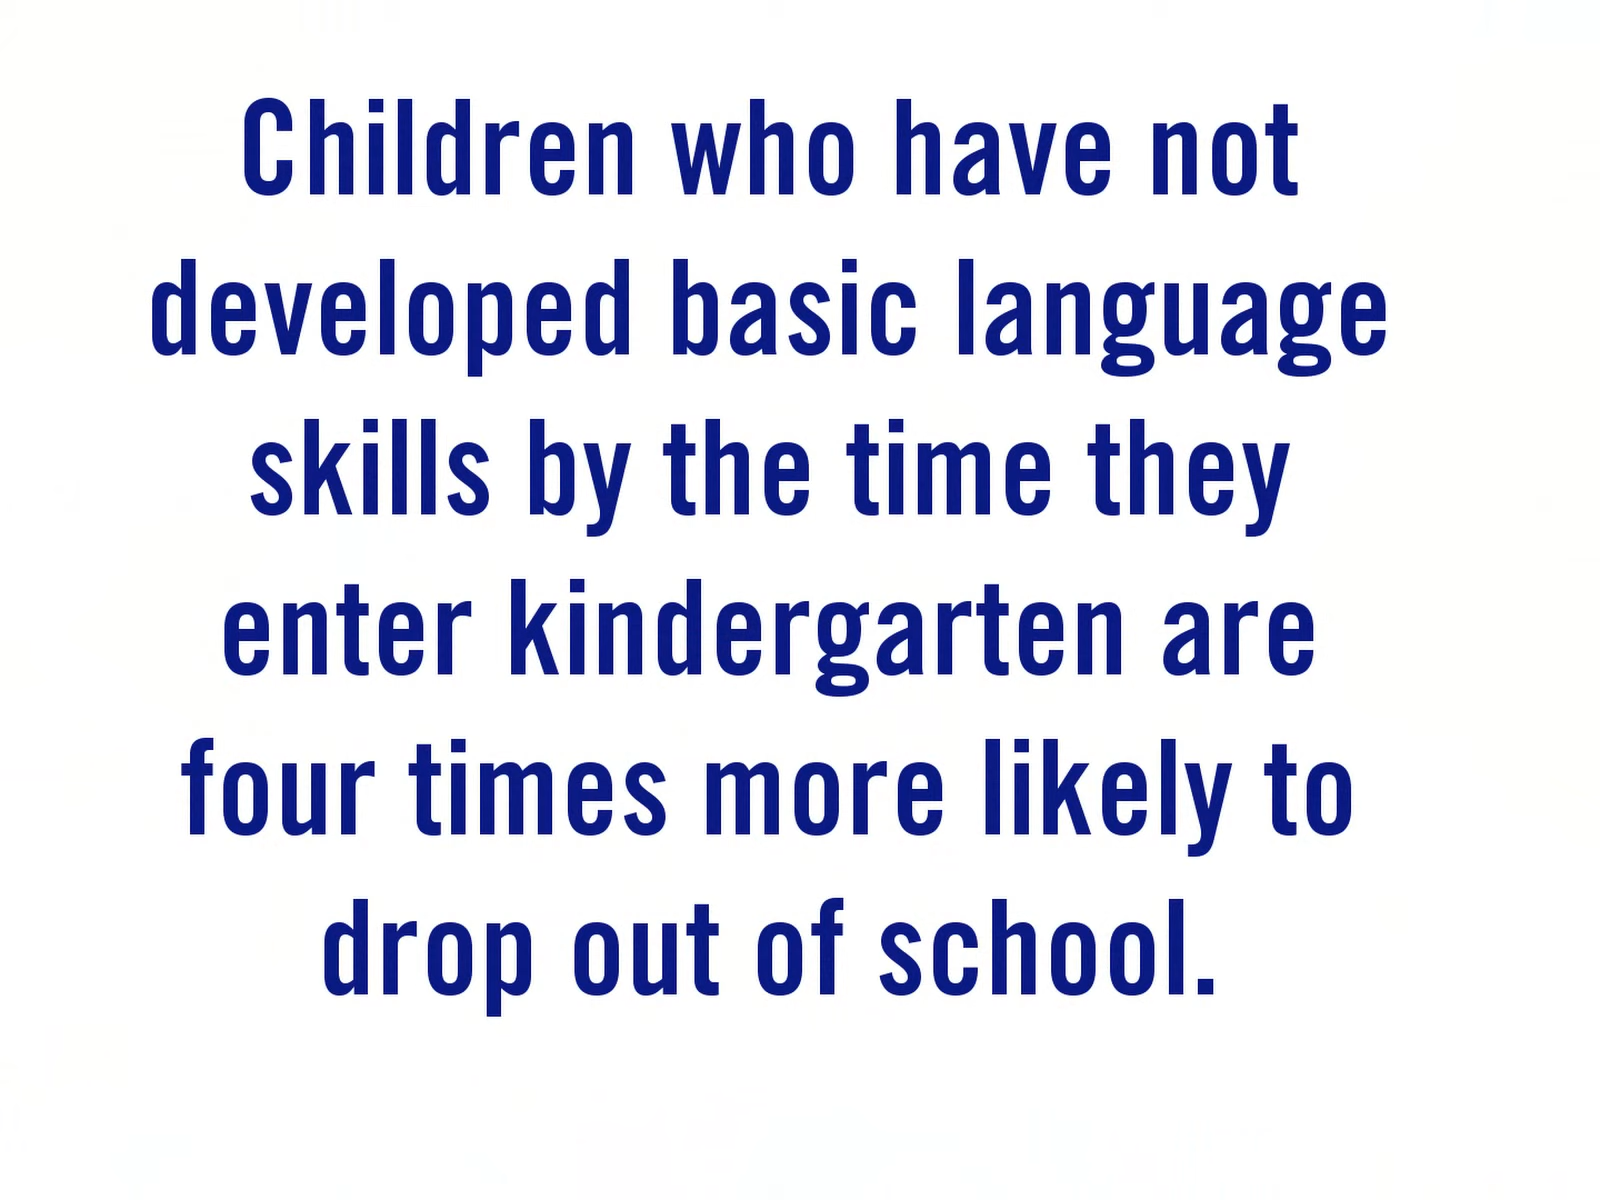 Children who have not
developed basic language
skills by the time they
enter kindergarten are
four times more likely to
drop out of school.